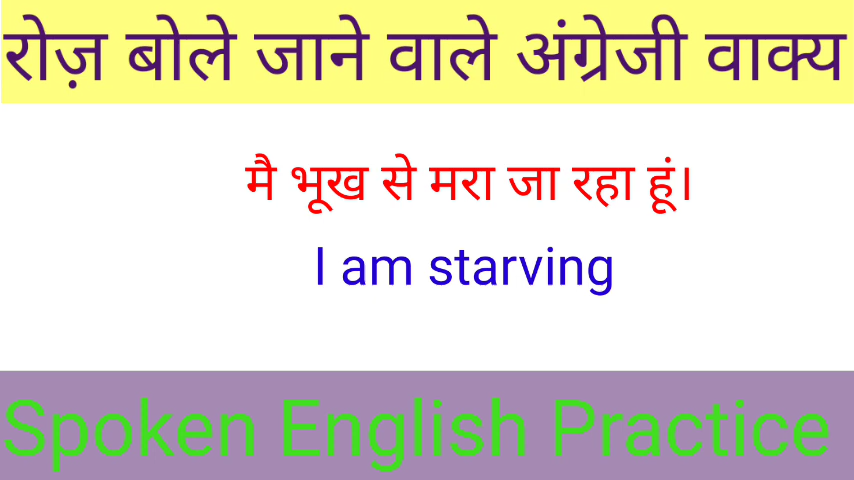 रोज़ बोले जाने वाले अंग्रेजी वाक्य
मै भूख से मरा जा रहा हूं।
I am starving
Spoken English Practice